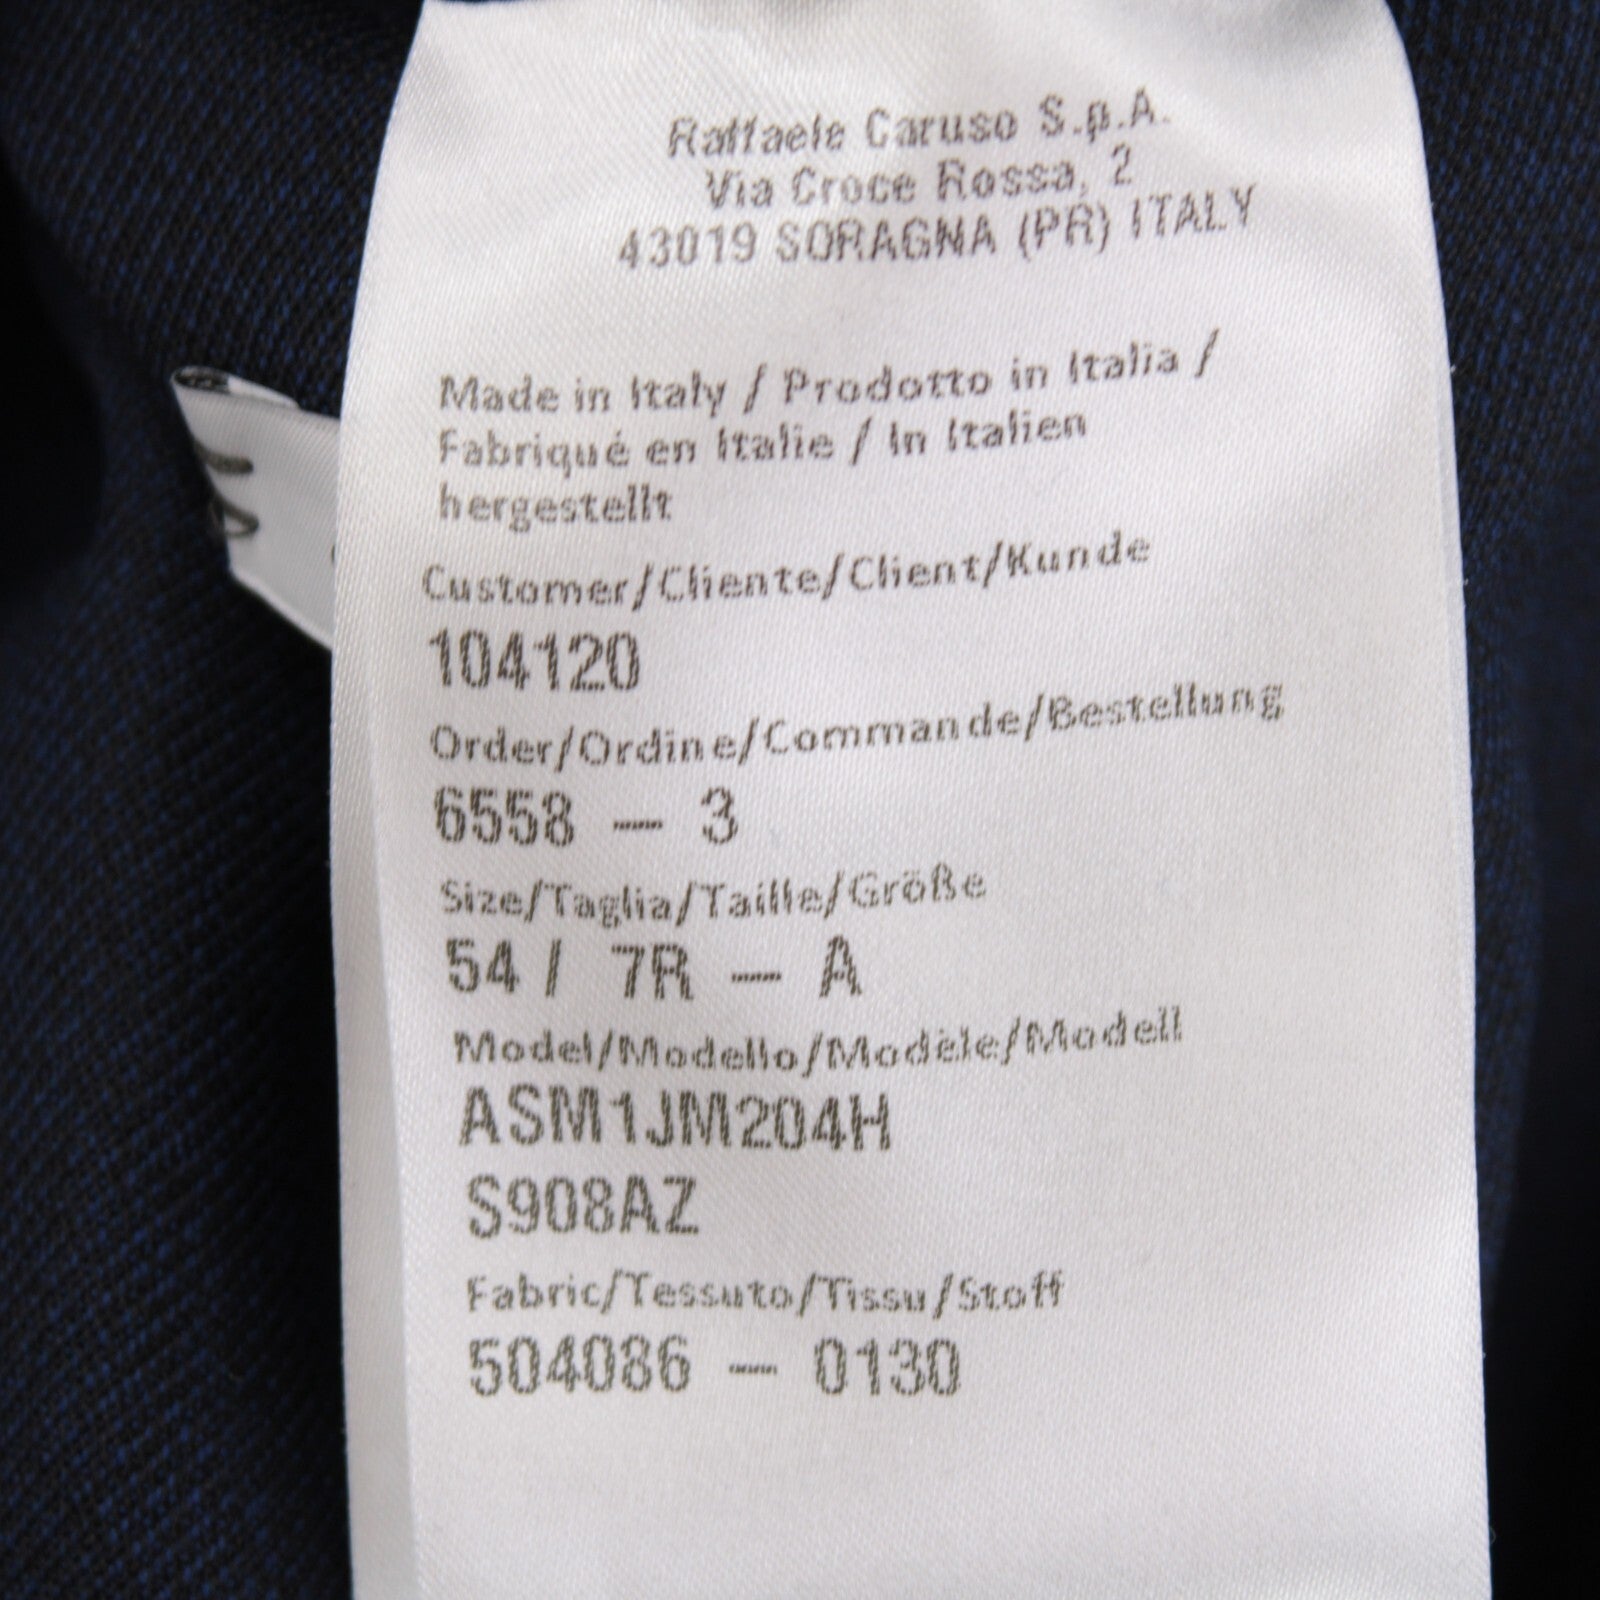 Raffaele Caruso S.p.A.
Via Croce Rossa, 2
43019 SORAGNA (PR) ITALY
Made in Italy / Prodotto in Italia /
Fabriqué en Italie / In Italien
hergestellt
Customer/Cliente/Client/Kunde
104120
Order/Ordine/Commande/Bestellung
6558 — 3
Size/Taglia/Taille/Größe
54 / 7R — A
Model/Modello/Modèle/Modell
ASM1JM204H
S908AZ
Fabric/Tessuto/Tissu/Stoff
504086 — 0130